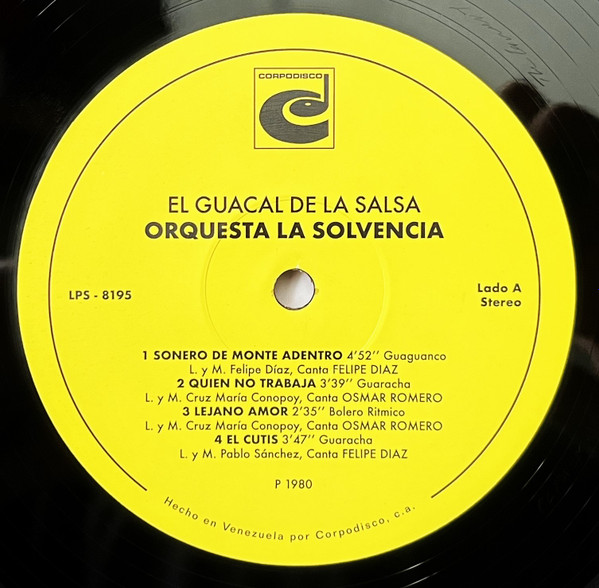 CORPODISCO
EL GUACAL DE LA SALSA
ORQUESTA LA SOLVENCIA
LPS - 8195
Lado A
Stereo
1 SONERO DE MONTE ADENTRO 4'52'' Guaguanco
L. y M. Felipe Díaz, Canta FELIPE DIAZ
2 QUIEN NO TRABAJA 3'39'' Guaracha
L. y M. Cruz María Conopoy, Canta OSMAR ROMERO
3 LEJANO AMOR 2'35'' Bolero Ritmico
L. y M. Cruz María Conopoy, Canta OSMAR ROMERO
4 EL CUTIS 3'47'' Guaracha
L. y M. Pablo Sánchez, Canta FELIPE DIAZ
P 1980
Hecho en Venezuela por Corpodisco, c.a.